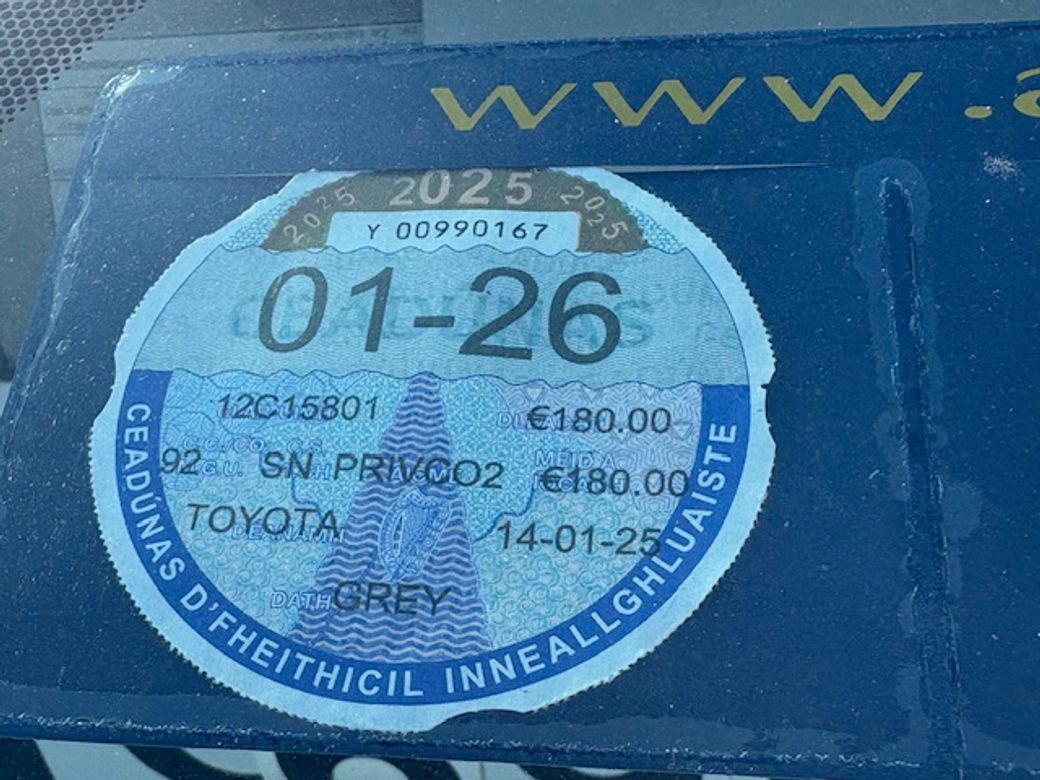 www.
2025 2025 2025
Y 00990167
01-26
12C15801 €180.00
92 SN PRIVCO2 €180.00
TOYOTA 14-01-25
DATH GREY
CEADÚNAS D'FHEITHICIL INNEALLGHLUAISTE